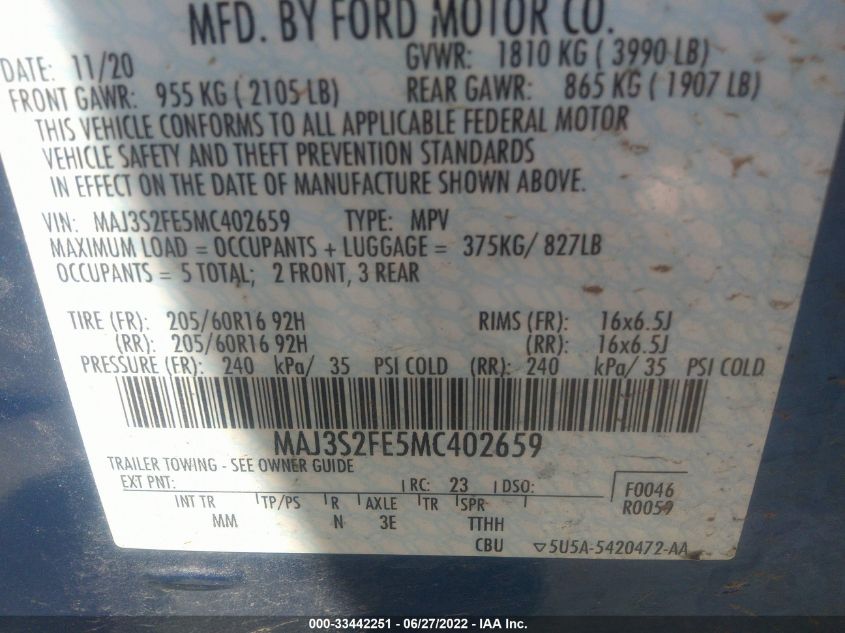 MFD. BY FORD MOTOR CO.
DATE: 11/20 GVWR: 1810 KG ( 3990 LB)
FRONT GAWR: 955 KG ( 2105 LB) REAR GAWR: 865 KG ( 1907 LB)
THIS VEHICLE CONFORMS TO ALL APPLICABLE FEDERAL MOTOR
VEHICLE SAFETY AND THEFT PREVENTION STANDARDS
IN EFFECT ON THE DATE OF MANUFACTURE SHOWN ABOVE.
VIN: MAJ3S2FE5MC402659 TYPE: MPV
MAXIMUM LOAD = OCCUPANTS + LUGGAGE = 375KG/ 827LB
OCCUPANTS = 5 TOTAL; 2 FRONT, 3 REAR
TIRE (FR): 205/60R16 92H RIMS (FR): 16x6.5J
(RR): 205/60R16 92H (RR): 16x6.5J
PRESSURE (FR): 240 kPa/ 35 PSI COLD (RR): 240 kPa/ 35 PSI COLD
MAJ3S2FE5MC402659
TRAILER TOWING - SEE OWNER GUIDE
EXT PNT: RC: 23 DSO: F0046
R0059
INT TR TP/PS R AXLE TR SPR
MM N 3E TTHH
CBU ▽5U5A-5420472-AA
000-33442251 - 06/27/2022 - IAA Inc.